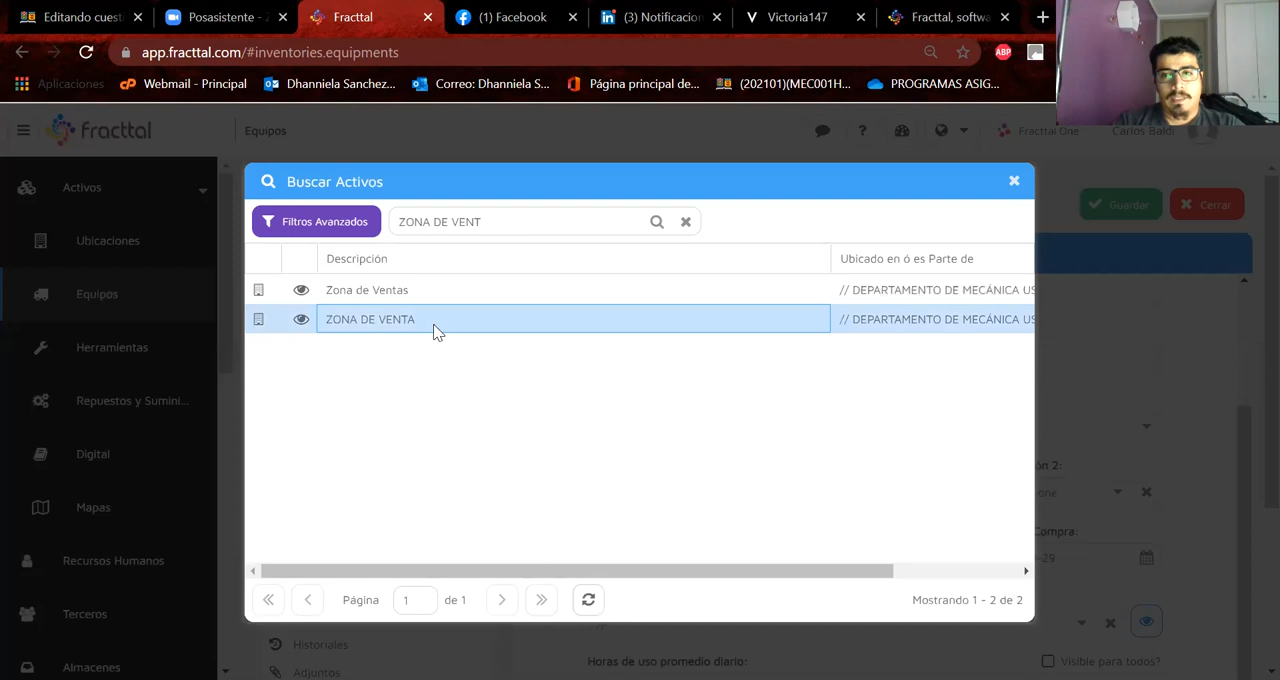 Editando cuest
Posasistente - Z
Fracttal
(1) Facebook
(3) Notificacion
Victoria147
Fracttal, softwa
app.fracttal.com/#inventories.equipments
ABP
Aplicaciones
Webmail - Principal
Dhanniela Sanchez...
Correo: Dhanniela S...
Página principal de...
(202101)(MEC001H...
PROGRAMAS ASIG...
fracttal
Equipos
Fracttal One
Carlos Baldi
Activos
Ubicaciones
Equipos
Herramientas
Repuestos y Sumini...
Digital
Mapas
Recursos Humanos
Terceros
Almacenes
Guardar
Cerrar
Buscar Activos
Filtros Avanzados
ZONA DE VENT
Descripción
Ubicado en ó es Parte de
Zona de Ventas
// DEPARTAMENTO DE MECÁNICA US
ZONA DE VENTA
// DEPARTAMENTO DE MECÁNICA US
ón 2:
one
Compra:
-29
Página
1
de 1
Mostrando 1 - 2 de 2
Historiales
Adjuntos
//
Horas de uso promedio diario:
Visible para todos?